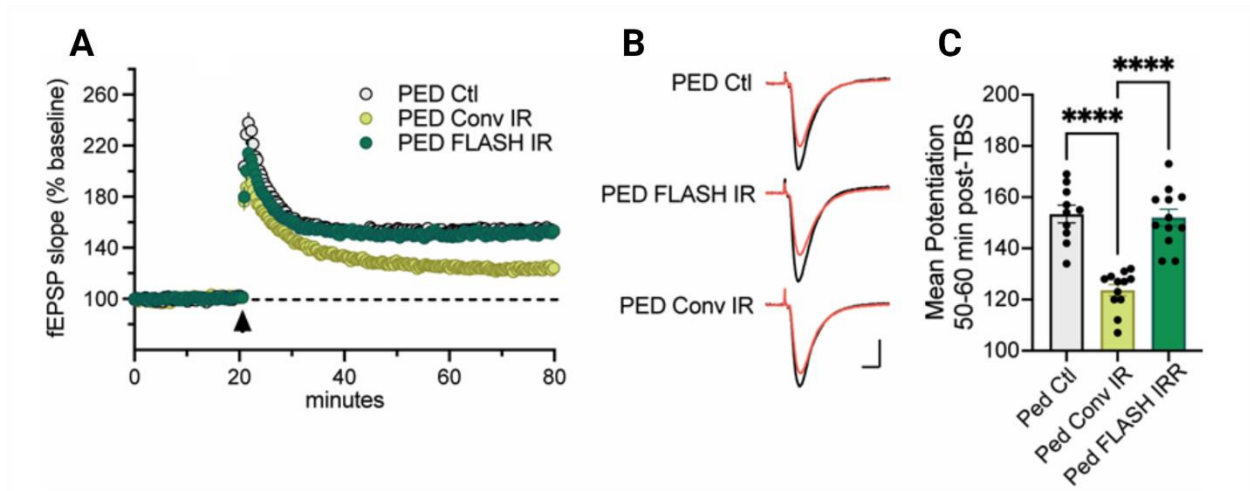 A
fEPSP slope (% baseline)
260
220
180
140
100
PED Ctl
PED Conv IR
PED FLASH IR
0
20
40
60
80
minutes
B
PED Ctl
PED FLASH IR
PED Conv IR
C
Mean Potentiation
50-60 min post-TBS
200
180
160
140
120
100
****
****
Ped Ctl
Ped Conv IR
Ped FLASH IRR